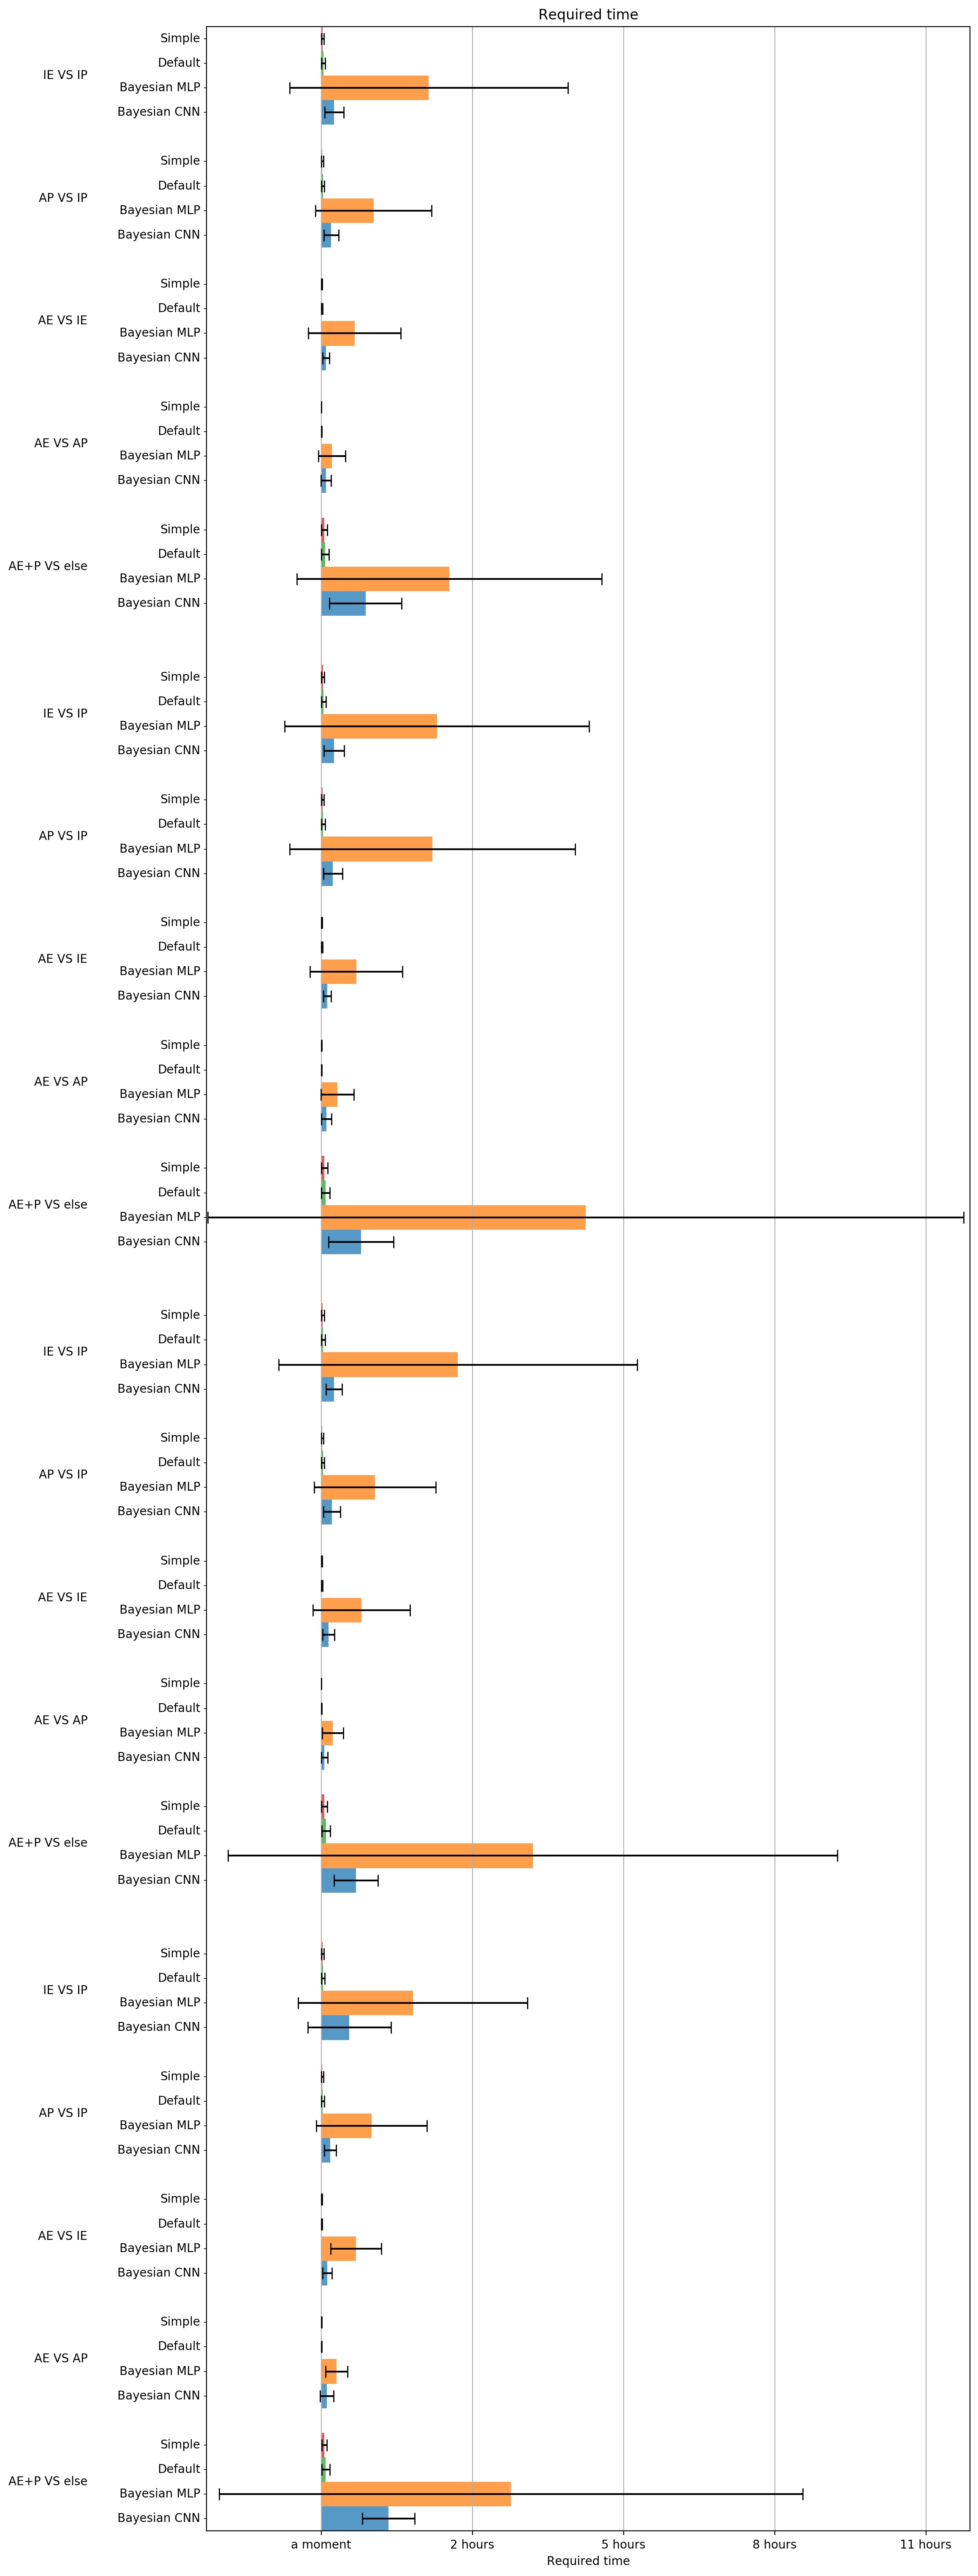 Required time
Simple
Default
IE VS IP
Bayesian MLP
Bayesian CNN
Simple
Default
AP VS IP
Bayesian MLP
Bayesian CNN
Simple
Default
AE VS IE
Bayesian MLP
Bayesian CNN
Simple
Default
AE VS AP
Bayesian MLP
Bayesian CNN
Simple
Default
AE+P VS else
Bayesian MLP
Bayesian CNN
Simple
Default
IE VS IP
Bayesian MLP
Bayesian CNN
Simple
Default
AP VS IP
Bayesian MLP
Bayesian CNN
Simple
Default
AE VS IE
Bayesian MLP
Bayesian CNN
Simple
Default
AE VS AP
Bayesian MLP
Bayesian CNN
Simple
Default
AE+P VS else
Bayesian MLP
Bayesian CNN
Simple
Default
IE VS IP
Bayesian MLP
Bayesian CNN
Simple
Default
AP VS IP
Bayesian MLP
Bayesian CNN
Simple
Default
AE VS IE
Bayesian MLP
Bayesian CNN
Simple
Default
AE VS AP
Bayesian MLP
Bayesian CNN
Simple
Default
AE+P VS else
Bayesian MLP
Bayesian CNN
Simple
Default
IE VS IP
Bayesian MLP
Bayesian CNN
Simple
Default
AP VS IP
Bayesian MLP
Bayesian CNN
Simple
Default
AE VS IE
Bayesian MLP
Bayesian CNN
Simple
Default
AE VS AP
Bayesian MLP
Bayesian CNN
Simple
Default
AE+P VS else
Bayesian MLP
Bayesian CNN
a moment 2 hours 5 hours 8 hours 11 hours
Required time